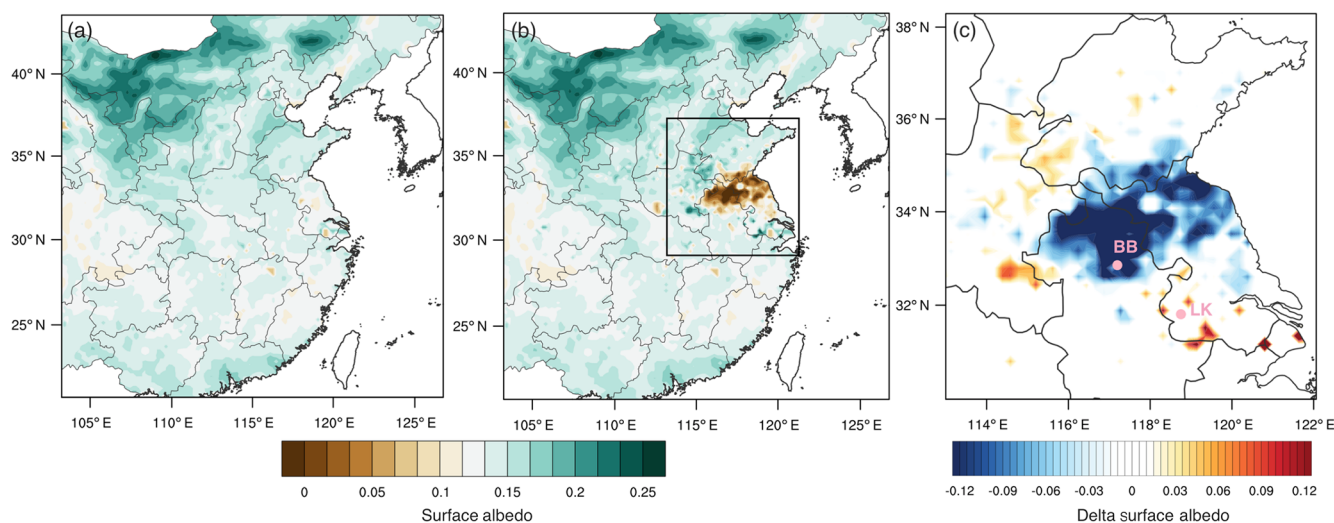 (a)
40° N
35° N
30° N
25° N
105° E
110° E
115° E
120° E
125° E
(b)
40° N
35° N
30° N
25° N
105° E
110° E
115° E
120° E
125° E
(c)
38° N
36° N
34° N
32° N
BB
LK
114° E
116° E
118° E
120° E
122° E
0
0.05
0.1
0.15
0.2
0.25
Surface albedo
-0.12
-0.09
-0.06
-0.03
0
0.03
0.06
0.09
0.12
Delta surface albedo